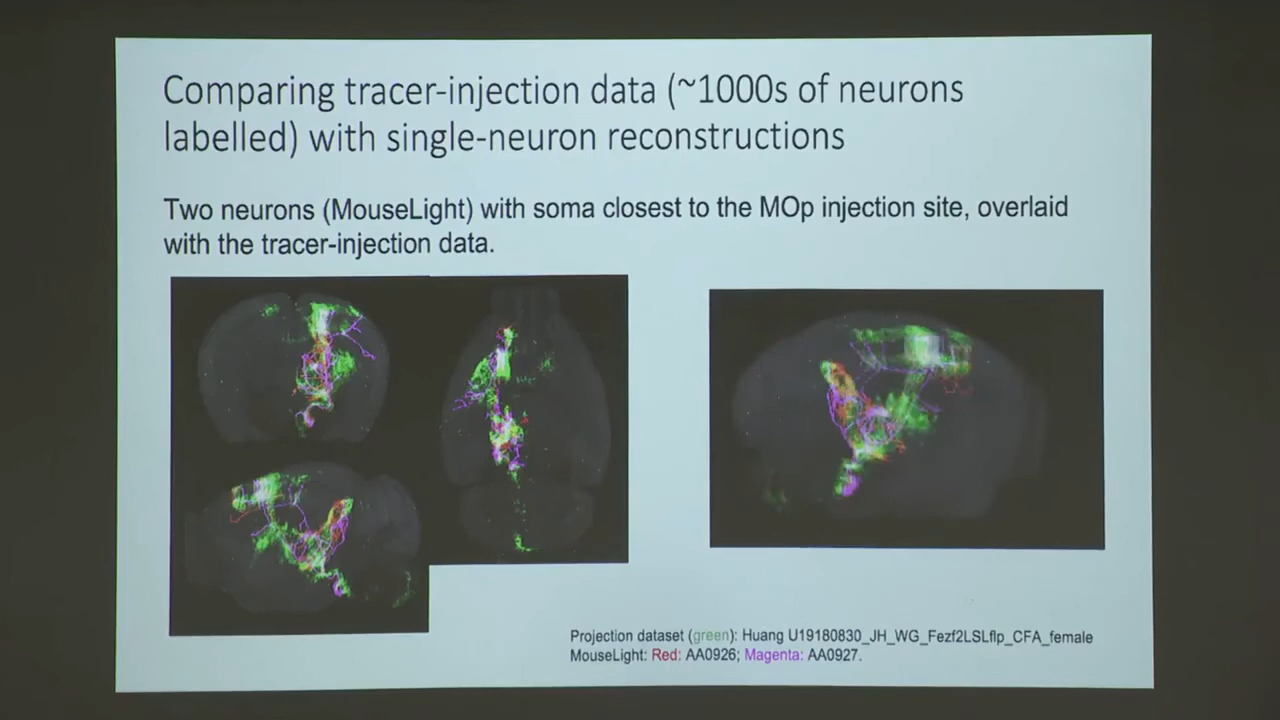 Comparing tracer-injection data (~1000s of neurons
labelled) with single-neuron reconstructions
Two neurons (MouseLight) with soma closest to the MOp injection site, overlaid
with the tracer-injection data.
Projection dataset (green): Huang U19180830_JH_WG_Fezf2LSLflp_CFA_female
MouseLight: Red: AA0926; Magenta: AA0927.